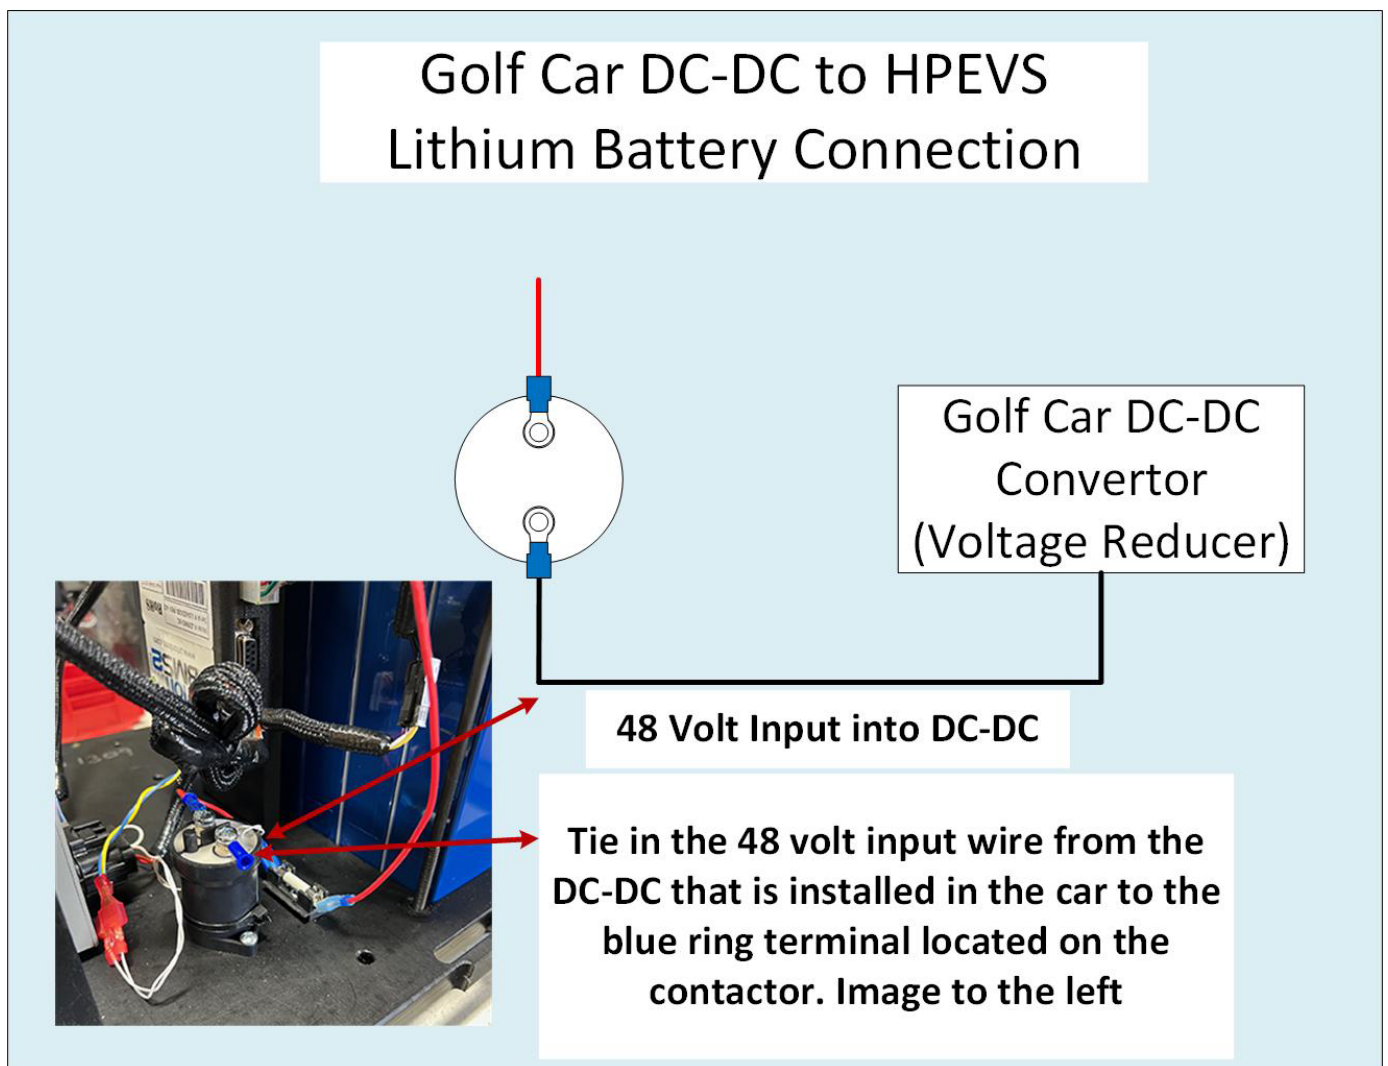 Golf Car DC-DC to HPEVS
Lithium Battery Connection
Golf Car DC-DC
Convertor
(Voltage Reducer)
48 Volt Input into DC-DC
Tie in the 48 volt input wire from the
DC-DC that is installed in the car to the
blue ring terminal located on the
contactor. Image to the left
RoHS
1309